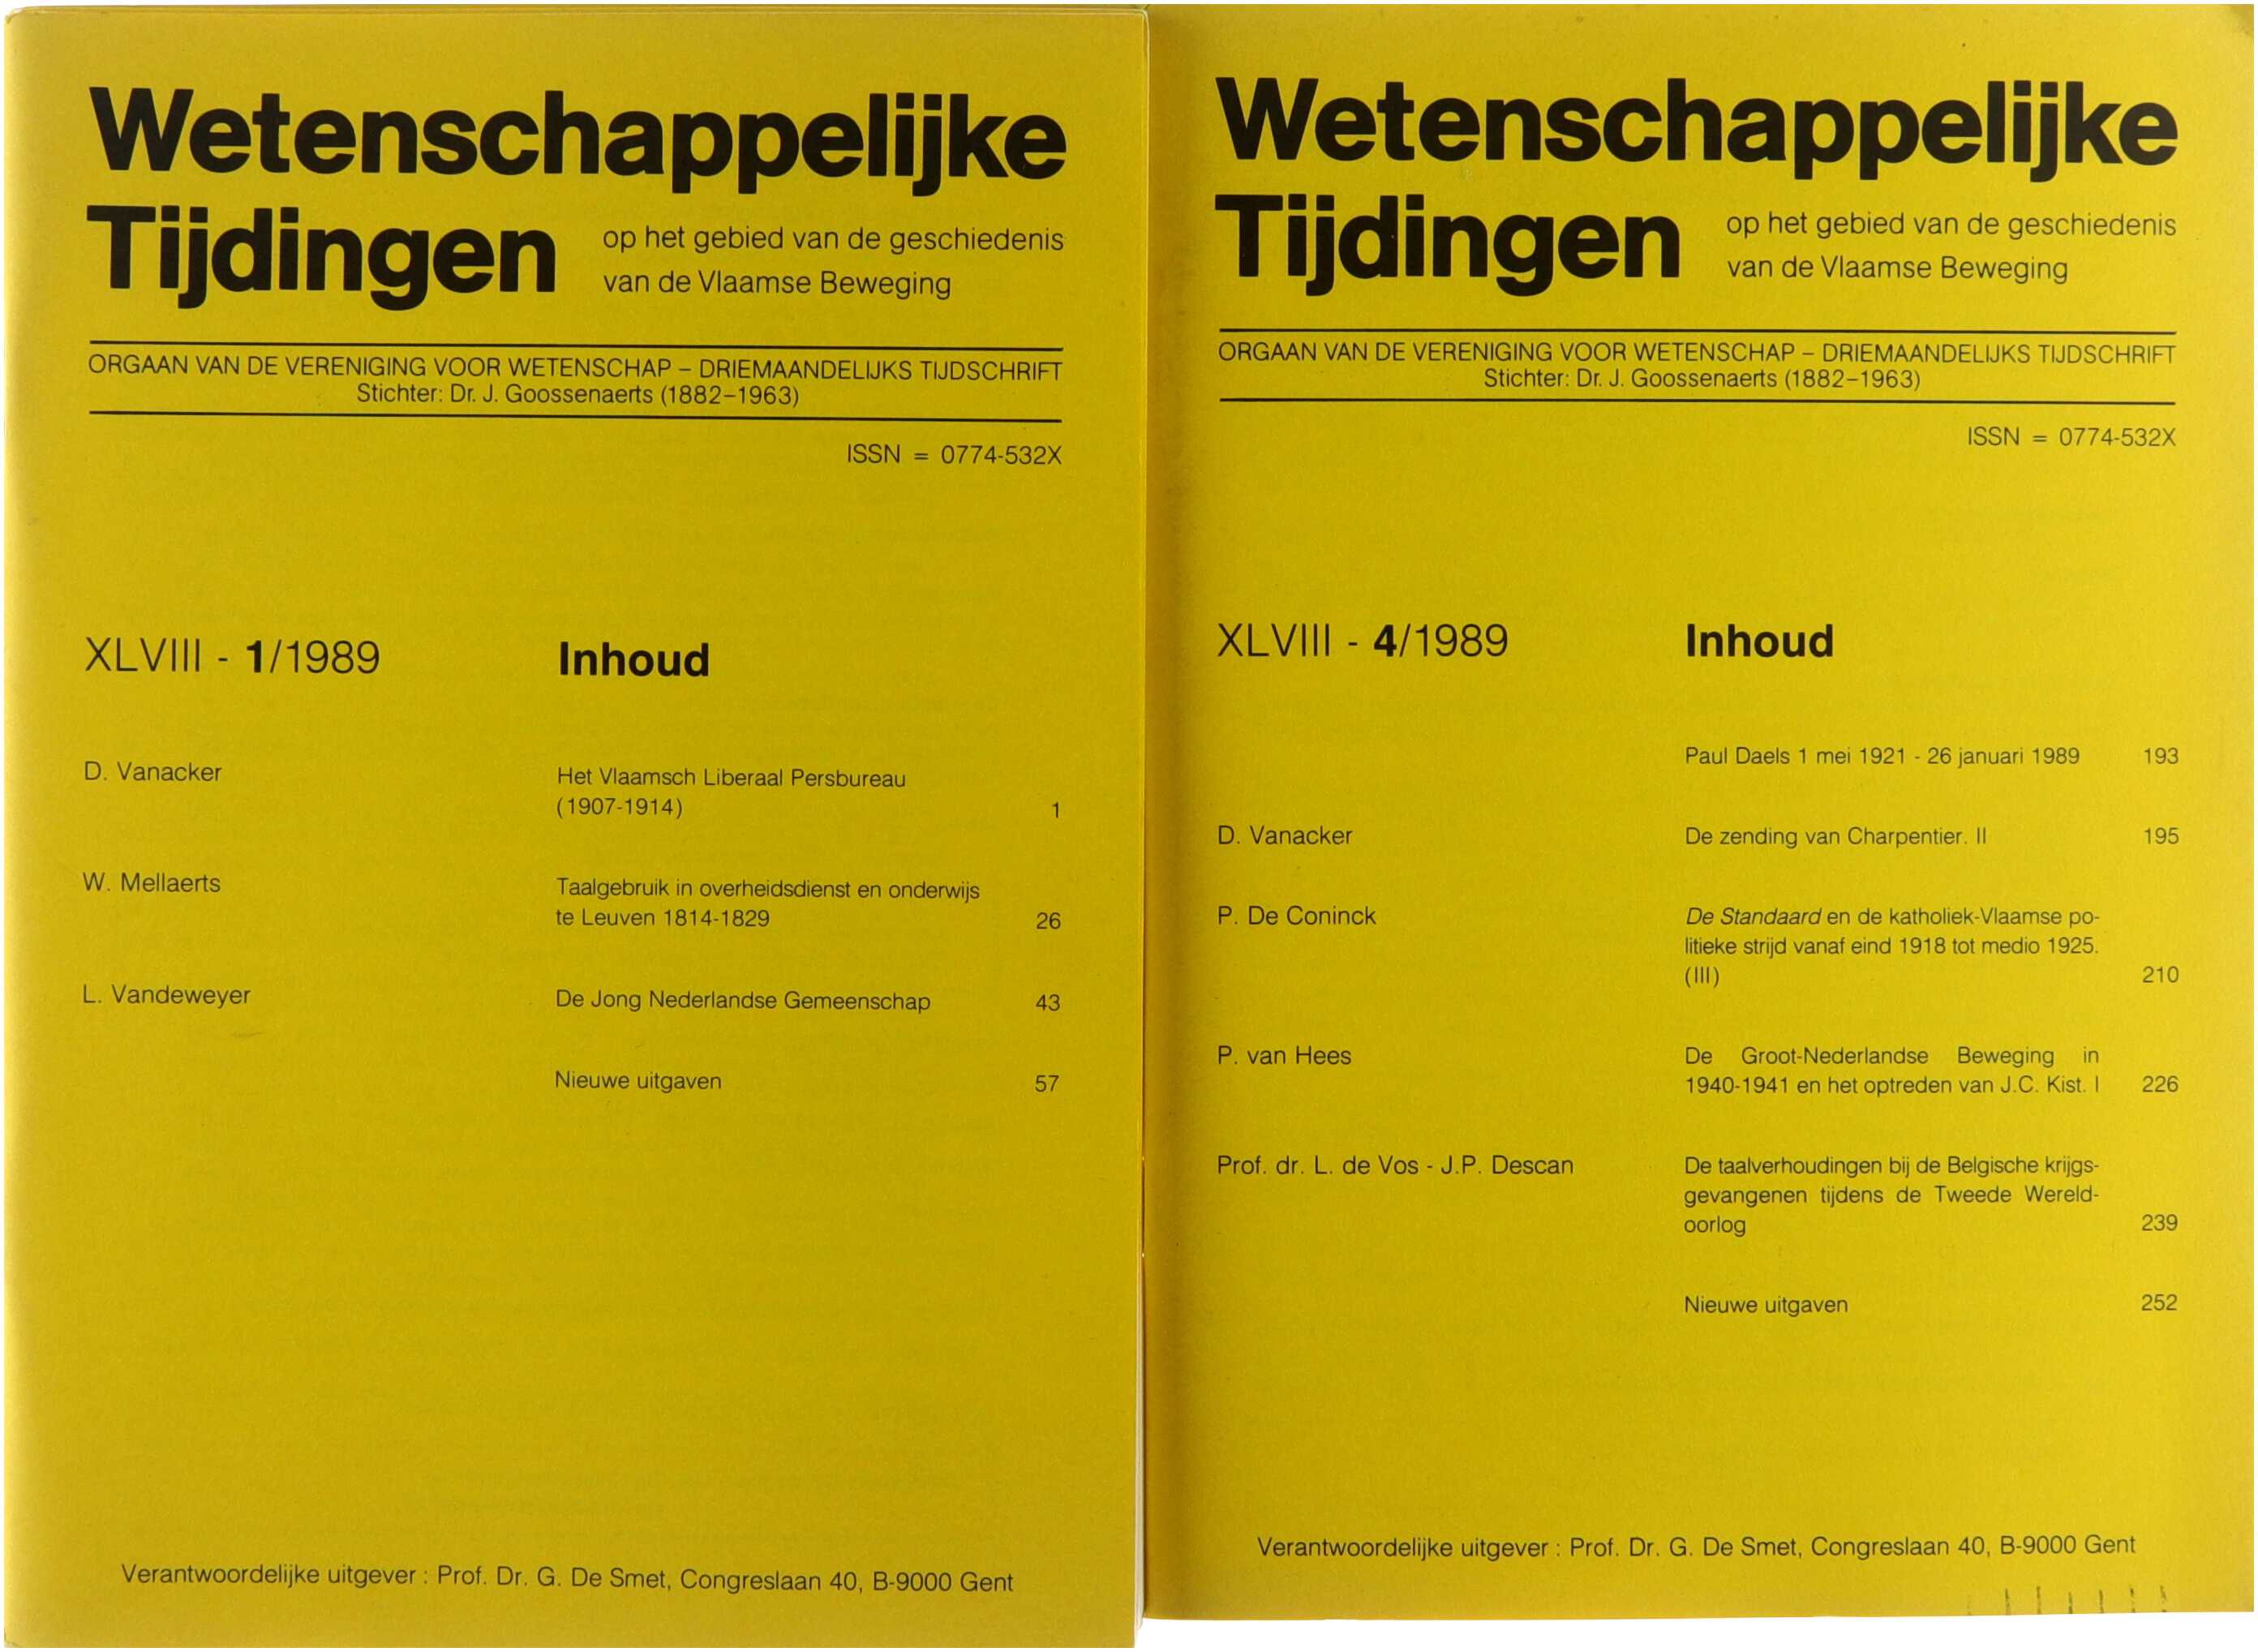 Wetenschappelijke
Tijdingen
op het gebied van de geschiedenis
van de Vlaamse Beweging
ORGAAN VAN DE VERENIGING VOOR WETENSCHAP – DRIEMAANDELIJKS TIJDSCHRIFT
Stichter: Dr. J. Goossenaerts (1882–1963)
ISSN = 0774-532X
XLVIII - 1/1989
Inhoud
D. Vanacker
Het Vlaamsch Liberaal Persbureau
(1907-1914) 1
W. Mellaerts
Taalgebruik in overheidsdienst en onderwijs
te Leuven 1814-1829 26
L. Vandeweyer
De Jong Nederlandse Gemeenschap 43
Nieuwe uitgaven 57
Verantwoordelijke uitgever : Prof. Dr. G. De Smet, Congreslaan 40, B-9000 Gent
Wetenschappelijke
Tijdingen
op het gebied van de geschiedenis
van de Vlaamse Beweging
ORGAAN VAN DE VERENIGING VOOR WETENSCHAP – DRIEMAANDELIJKS TIJDSCHRIFT
Stichter: Dr. J. Goossenaerts (1882–1963)
ISSN = 0774-532X
XLVIII - 4/1989
Inhoud
Paul Daels 1 mei 1921 - 26 januari 1989 193
D. Vanacker
De zending van Charpentier. II 195
P. De Coninck
De Standaard en de katholiek-Vlaamse po-
litieke strijd vanaf eind 1918 tot medio 1925.
(III) 210
P. van Hees
De Groot-Nederlandse Beweging in
1940-1941 en het optreden van J.C. Kist. I 226
Prof. dr. L. de Vos - J.P. Descan
De taalverhoudingen bij de Belgische krijgs-
gevangenen tijdens de Tweede Wereld-
oorlog 239
Nieuwe uitgaven 252
Verantwoordelijke uitgever : Prof. Dr. G. De Smet, Congreslaan 40, B-9000 Gent